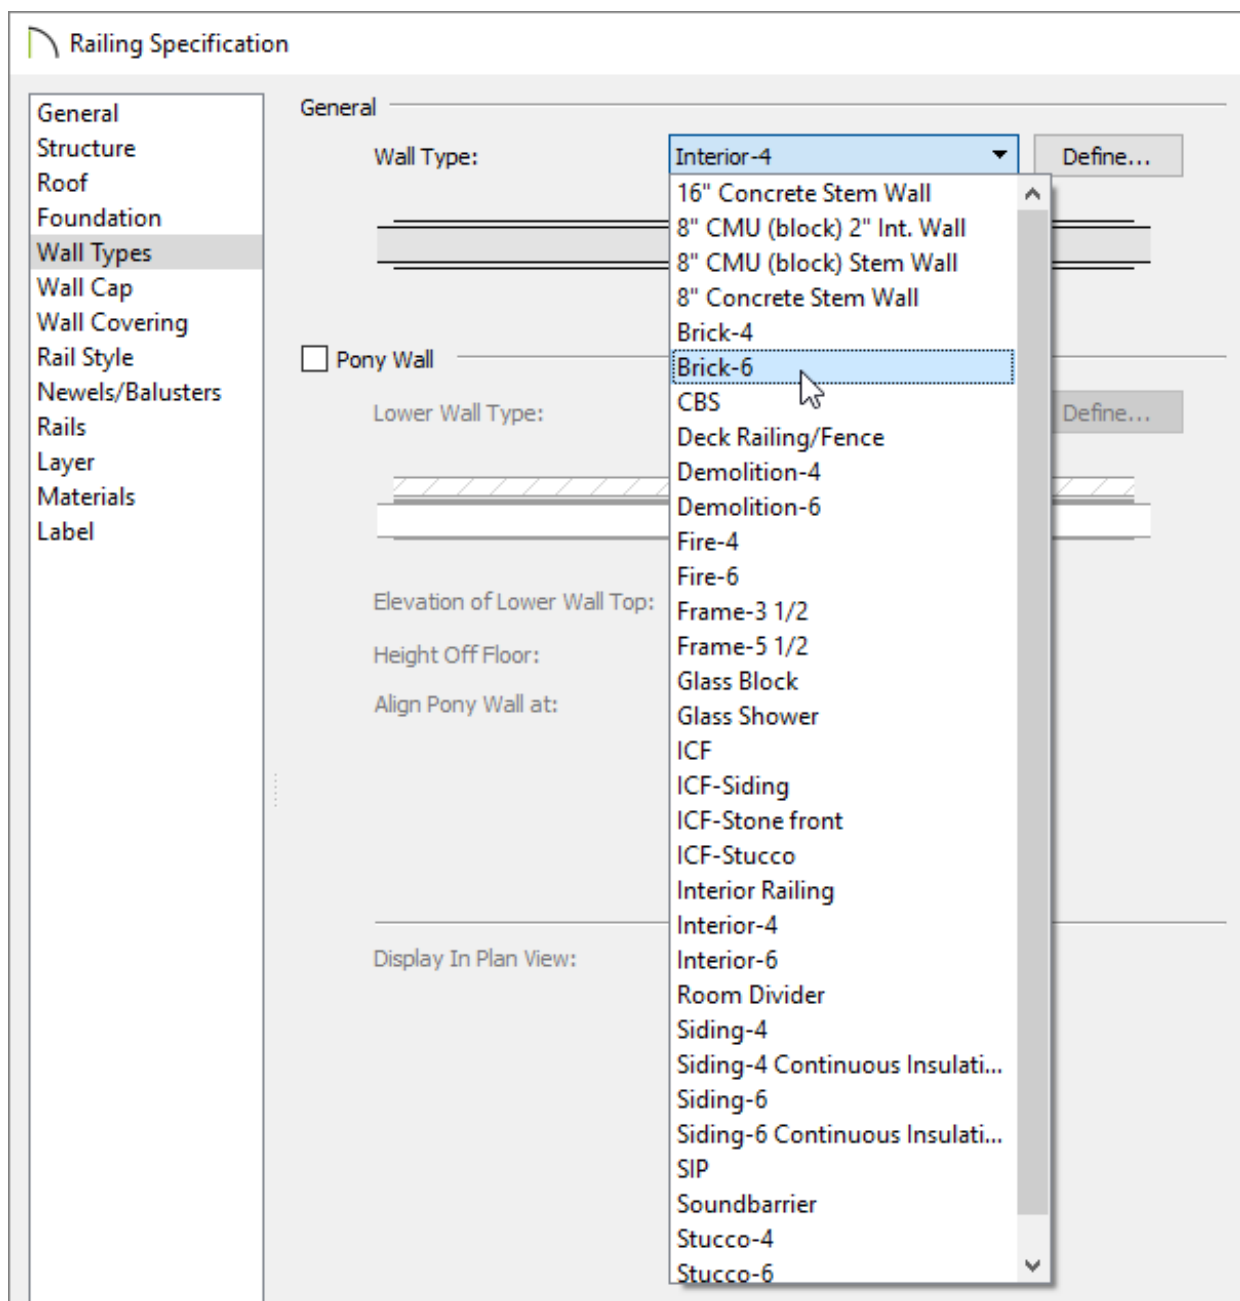 Railing Specification
General
Structure
Roof
Foundation
Wall Types
Wall Cap
Wall Covering
Rail Style
Newels/Balusters
Rails
Layer
Materials
Label
General
Wall Type:
Interior-4
Define...
16" Concrete Stem Wall
8" CMU (block) 2" Int. Wall
8" CMU (block) Stem Wall
8" Concrete Stem Wall
Brick-4
Brick-6
CBS
Deck Railing/Fence
Demolition-4
Demolition-6
Fire-4
Fire-6
Frame-3 1/2
Frame-5 1/2
Glass Block
Glass Shower
ICF
ICF-Siding
ICF-Stone front
ICF-Stucco
Interior Railing
Interior-4
Interior-6
Room Divider
Siding-4
Siding-4 Continuous Insulati...
Siding-6
Siding-6 Continuous Insulati...
SIP
Soundbarrier
Stucco-4
Stucco-6
Pony Wall
Lower Wall Type:
Define...
Elevation of Lower Wall Top:
Height Off Floor:
Align Pony Wall at:
Display In Plan View: